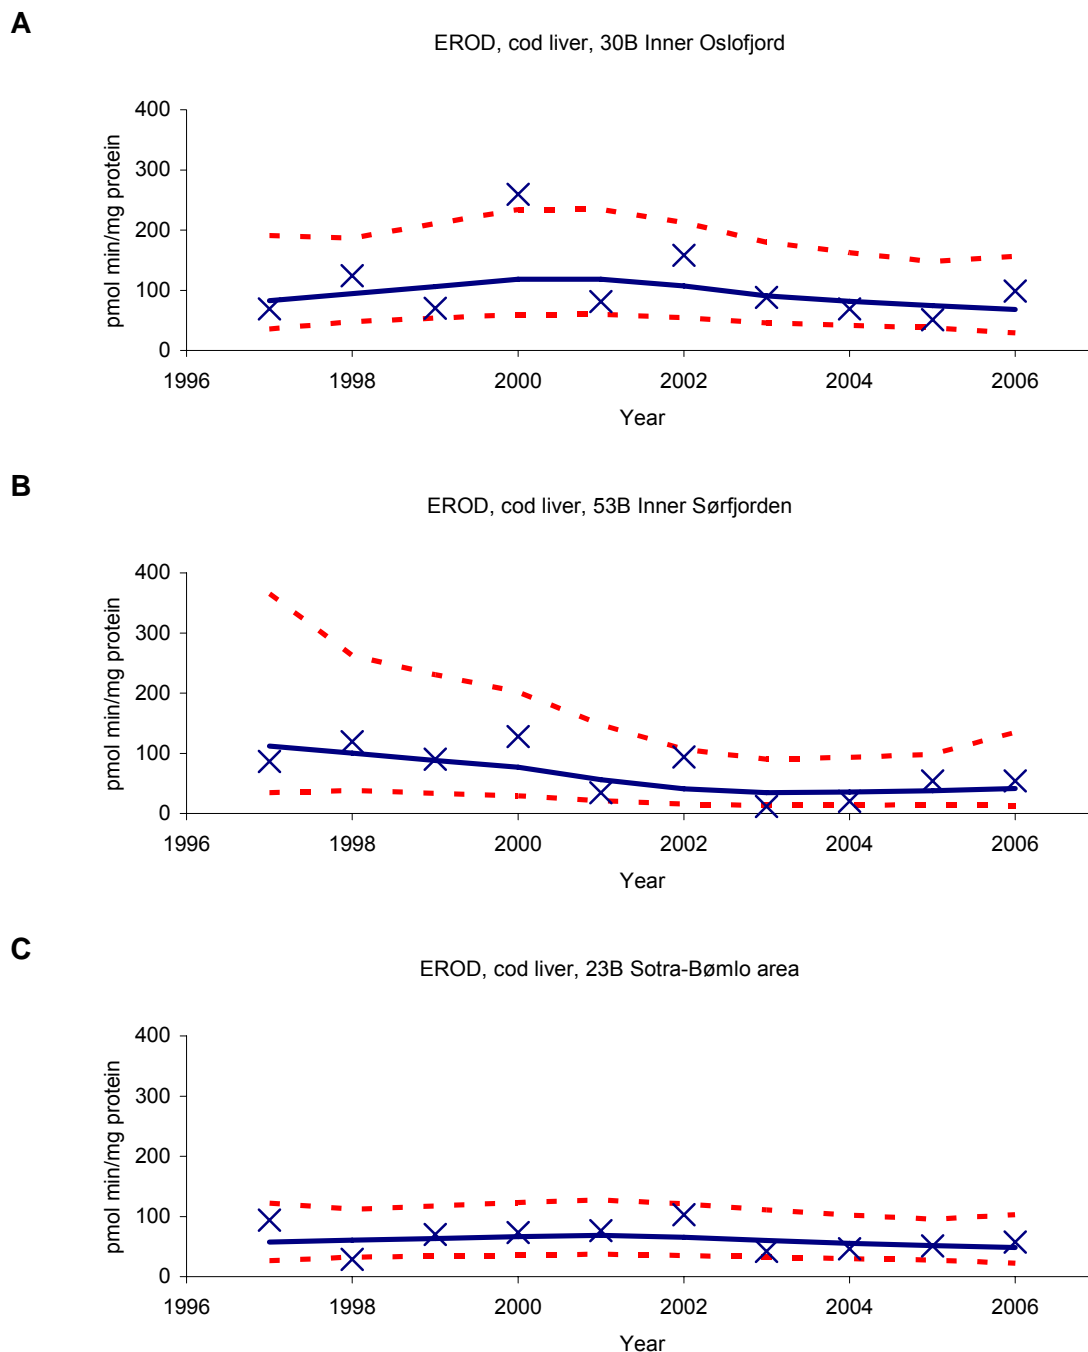 A
EROD, cod liver, 30B Inner Oslofjord
pmol min/mg protein
400
300
200
100
0
1996 1998 2000 2002 2004 2006
Year
B
EROD, cod liver, 53B Inner Sørfjorden
pmol min/mg protein
400
300
200
100
0
1996 1998 2000 2002 2004 2006
Year
C
EROD, cod liver, 23B Sotra-Bømlo area
pmol min/mg protein
400
300
200
100
0
1996 1998 2000 2002 2004 2006
Year